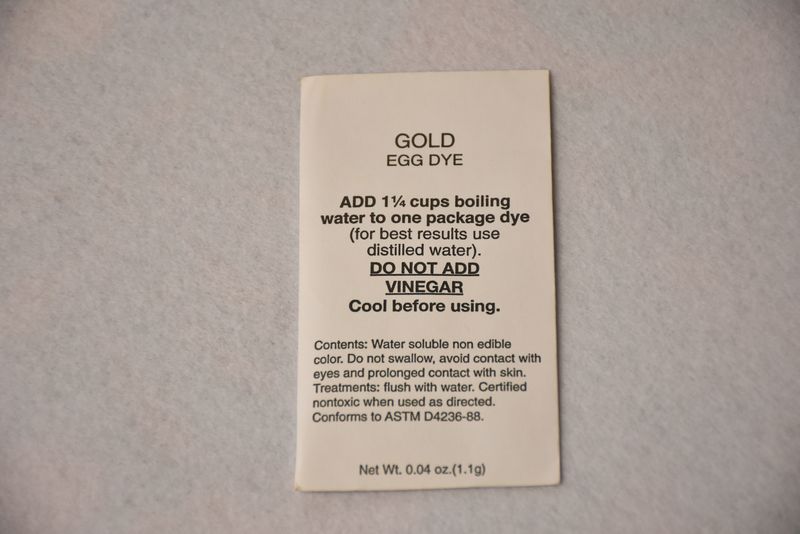 GOLD
EGG DYE
ADD 1¼ cups boiling
water to one package dye
(for best results use
distilled water).
DO NOT ADD
VINEGAR
Cool before using.
Contents: Water soluble non edible
color. Do not swallow, avoid contact with
eyes and prolonged contact with skin.
Treatments: flush with water. Certified
nontoxic when used as directed.
Conforms to ASTM D4236-88.
Net Wt. 0.04 oz.(1.1g)